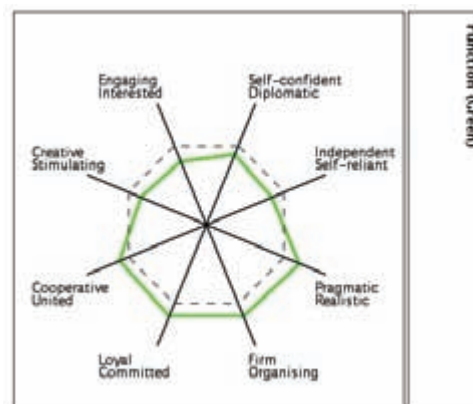 Engaging
Interested
Self-confident
Diplomatic
Creative
Stimulating
Independent
Self-reliant
Cooperative
United
Pragmatic
Realistic
Loyal
Committed
Firm
Organising
Function (Green)